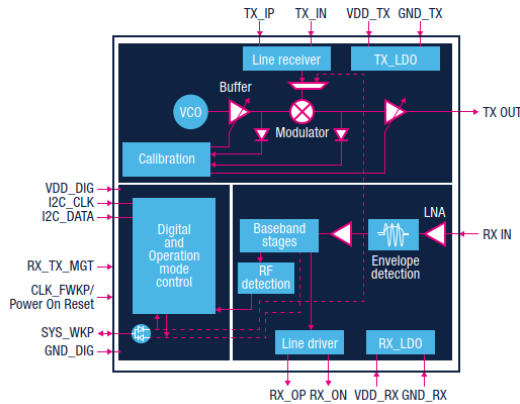 TX_IP TX_IN VDD_TX GND_TX
Line receiver
TX_LDO
Buffer
VCO
Modulator
TX OUT
Calibration
VDD_DIG
I2C_CLK
I2C_DATA
RX_TX_MGT
CLK_FWKP/
Power On Reset
SYS_WKP
GND_DIG
Digital
and
Operation
mode
control
Baseband
stages
RF
detection
LNA
RX IN
Envelope
detection
Line driver
RX_LDO
RX_OP RX_ON VDD_RX GND_RX